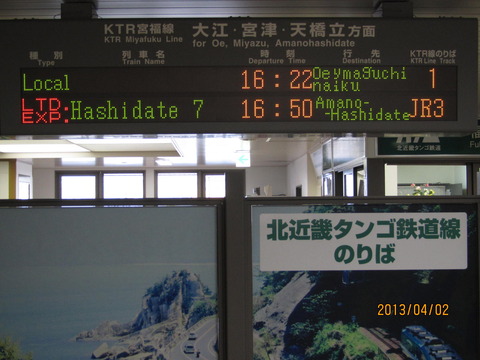 KTR宮福線 大江・宮津・天橋立方面
KTR Miyafuku Line for Oe, Miyazu, Amanohashidate
種別 列車名 時刻 行先 KTR線のりば
Type Train Name Departure Time Destination KTR Line Track
Local 16:22 Oeyamaguchi naiku 1
LTD. EXP: Hashidate 7 16:50 Amano- -Hashidate JR3
北近畿タンゴ鉄道
北近畿タンゴ鉄道線
のりば
2013/04/02